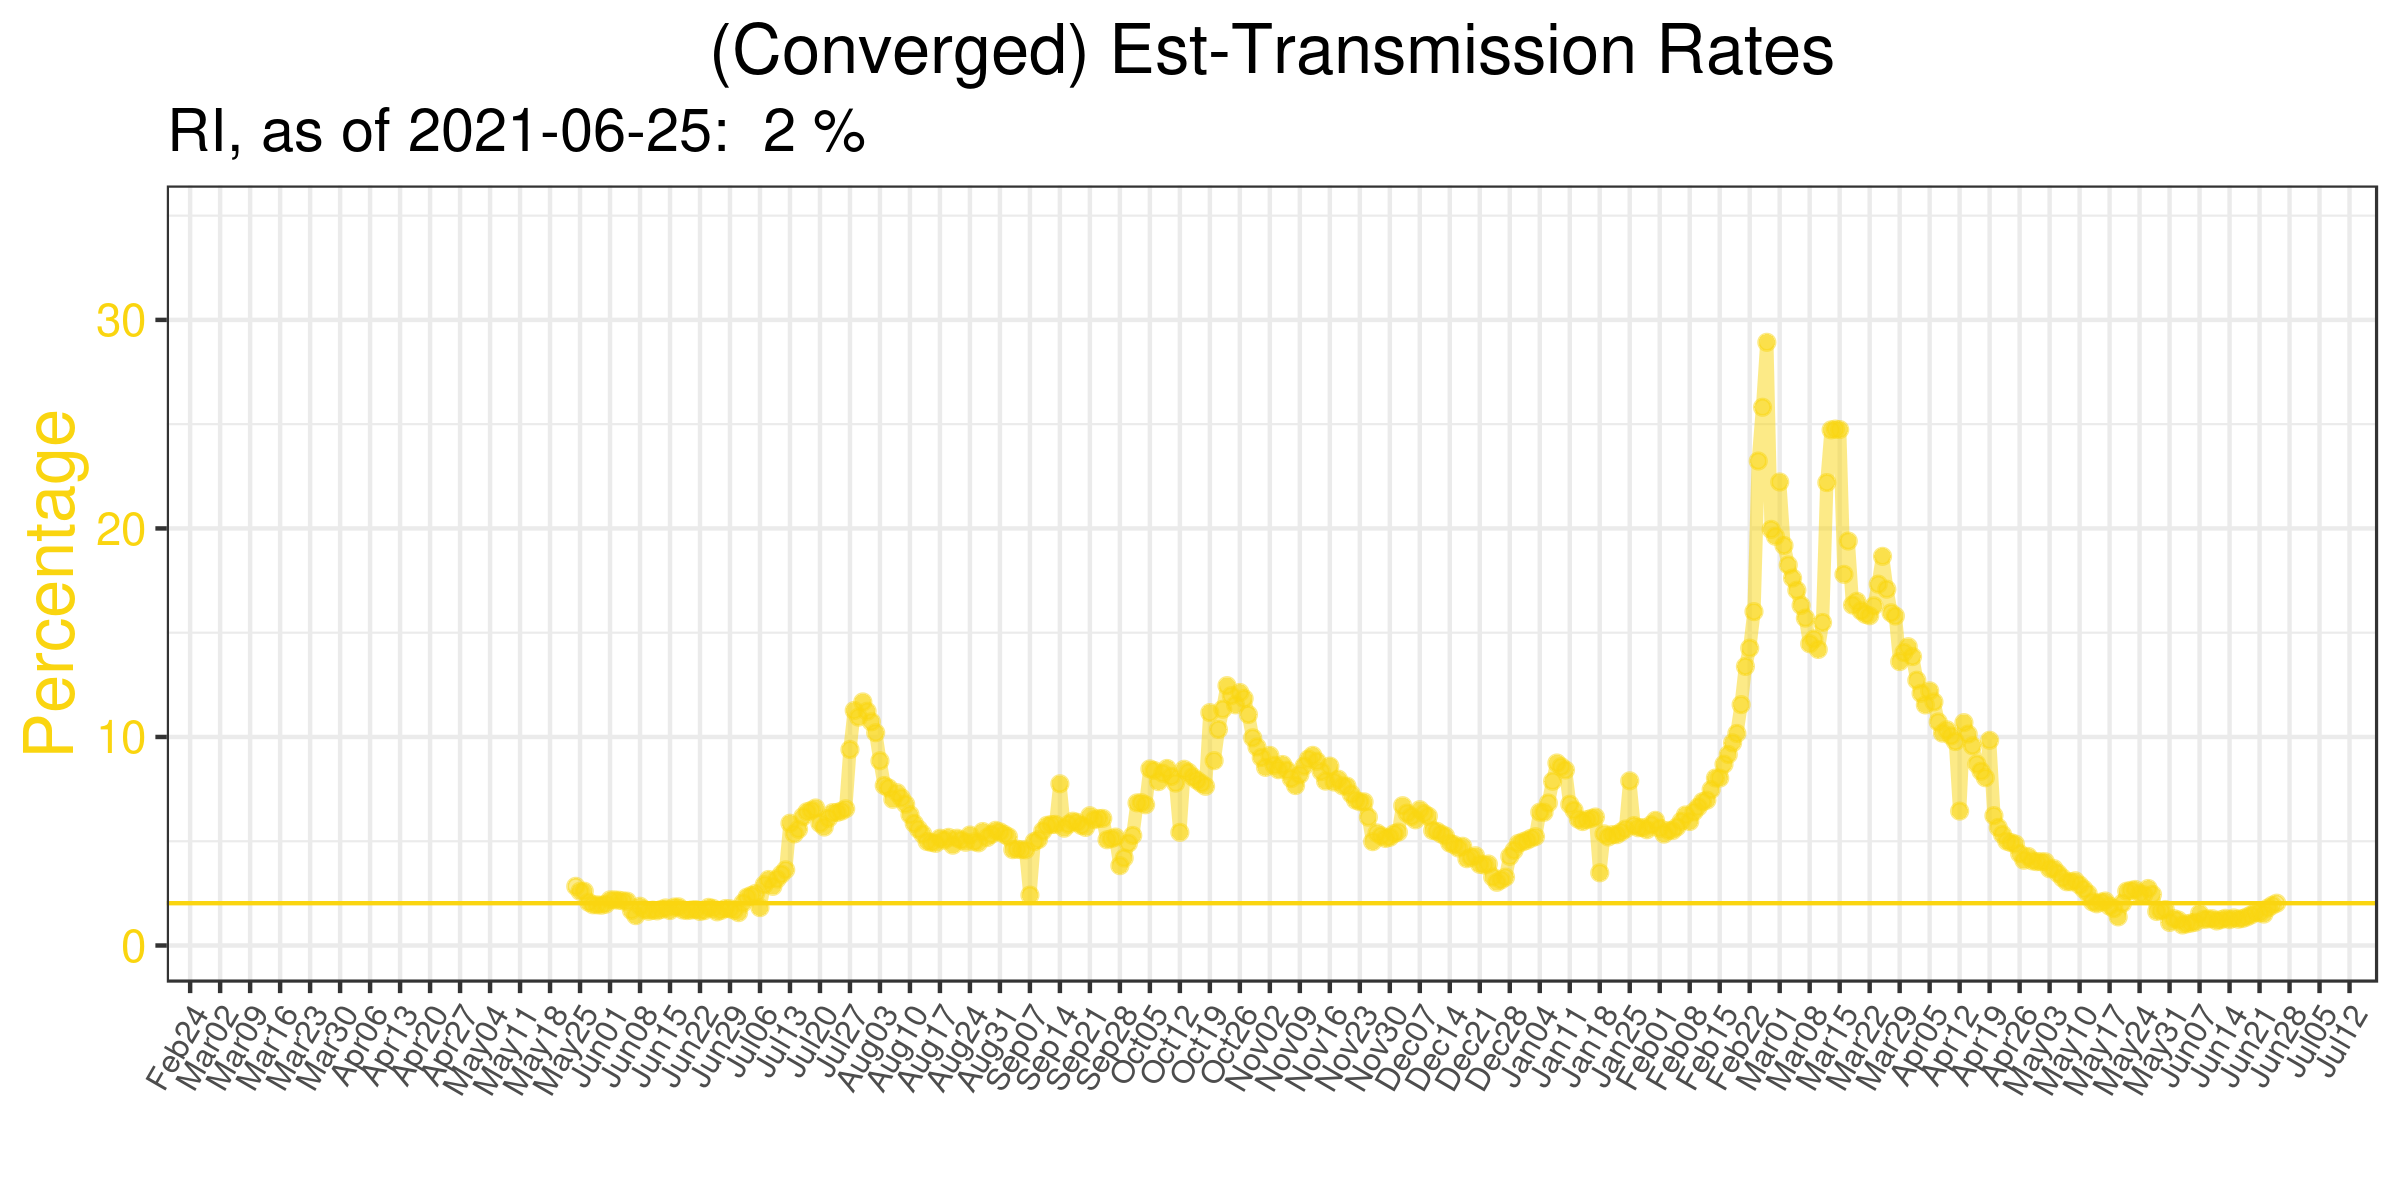 (Converged) Est-Transmission Rates
RI, as of 2021-06-25:  2 %
Percentage
30
20
10
0
Feb24
Mar02
Mar09
Mar16
Mar23
Mar30
Apr06
Apr13
Apr20
Apr27
May04
May11
May18
May25
Jun01
Jun08
Jun15
Jun22
Jun29
Jul06
Jul13
Jul20
Jul27
Aug03
Aug10
Aug17
Aug24
Aug31
Sep07
Sep14
Sep21
Sep28
Oct05
Oct12
Oct19
Oct26
Nov02
Nov09
Nov16
Nov23
Nov30
Dec07
Dec14
Dec21
Dec28
Jan04
Jan11
Jan18
Jan25
Feb01
Feb08
Feb15
Feb22
Mar01
Mar08
Mar15
Mar22
Mar29
Apr05
Apr12
Apr19
Apr26
May03
May10
May17
May24
May31
Jun07
Jun14
Jun21
Jun28
Jul05
Jul12